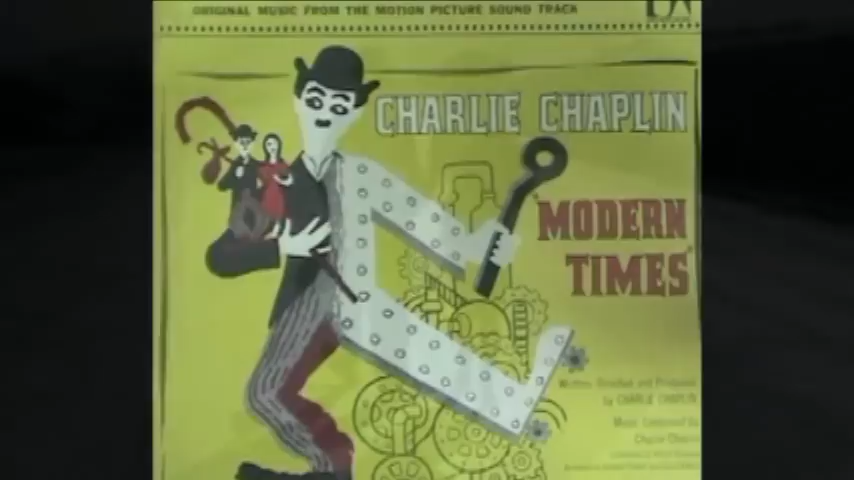 ORIGINAL MUSIC FROM THE MOTION PICTURE SOUND TRACK
CHARLIE CHAPLIN
"MODERN
TIMES"
Written, Directed and Produced
by CHARLIE CHAPLIN
Music Composed by
Charlie Chaplin